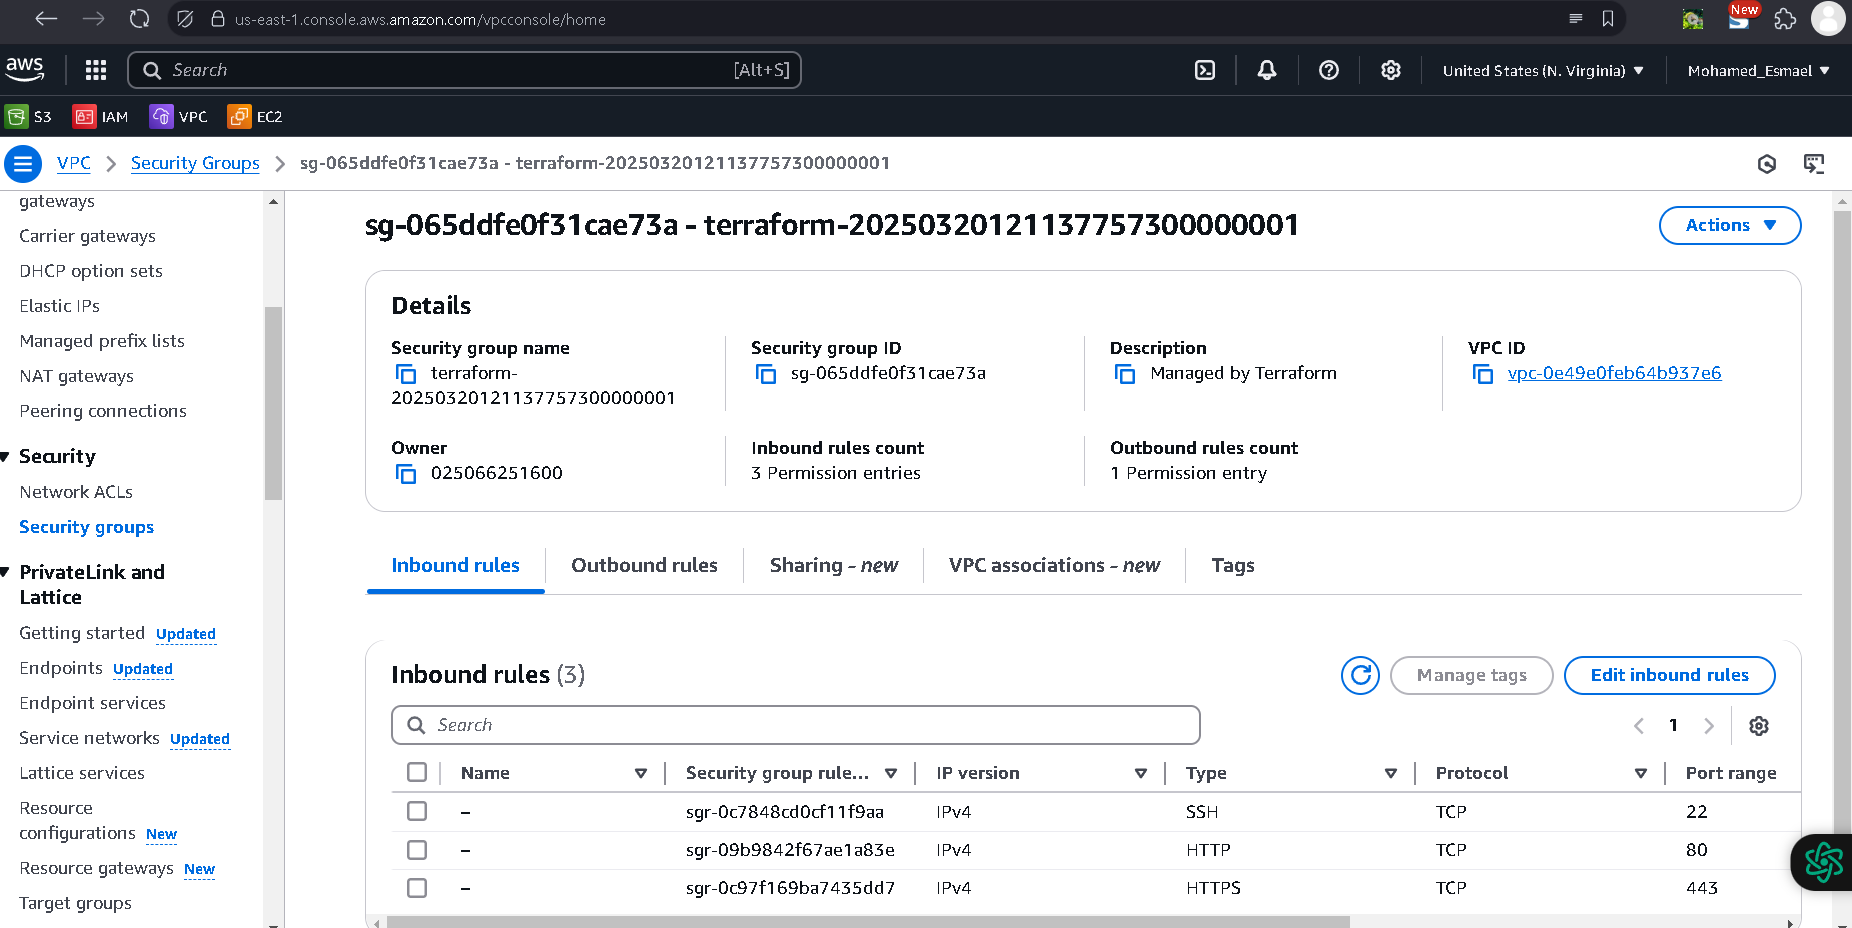 us-east-1.console.aws.amazon.com/vpcconsole/home
New
aws
Search
[Alt+S]
United States (N. Virginia)
Mohamed_Esmael
S3
IAM
VPC
EC2
VPC
Security Groups
sg-065ddfe0f31cae73a - terraform-20250320121137757300000001
gateways
Carrier gateways
DHCP option sets
Elastic IPs
Managed prefix lists
NAT gateways
Peering connections
Security
Network ACLs
Security groups
PrivateLink and
Lattice
Getting started Updated
Endpoints Updated
Endpoint services
Service networks Updated
Lattice services
Resource
configurations New
Resource gateways New
Target groups
sg-065ddfe0f31cae73a - terraform-20250320121137757300000001
Actions
Details
Security group name
terraform-
20250320121137757300000001
Security group ID
sg-065ddfe0f31cae73a
Description
Managed by Terraform
VPC ID
vpc-0e49e0feb64b937e6
Owner
025066251600
Inbound rules count
3 Permission entries
Outbound rules count
1 Permission entry
Inbound rules
Outbound rules
Sharing - new
VPC associations - new
Tags
Inbound rules (3)
Manage tags
Edit inbound rules
Search
1
Name
Security group rule...
IP version
Type
Protocol
Port range
– sgr-0c7848cd0cf11f9aa IPv4 SSH TCP 22
– sgr-09b9842f67ae1a83e IPv4 HTTP TCP 80
– sgr-0c97f169ba7435dd7 IPv4 HTTPS TCP 443